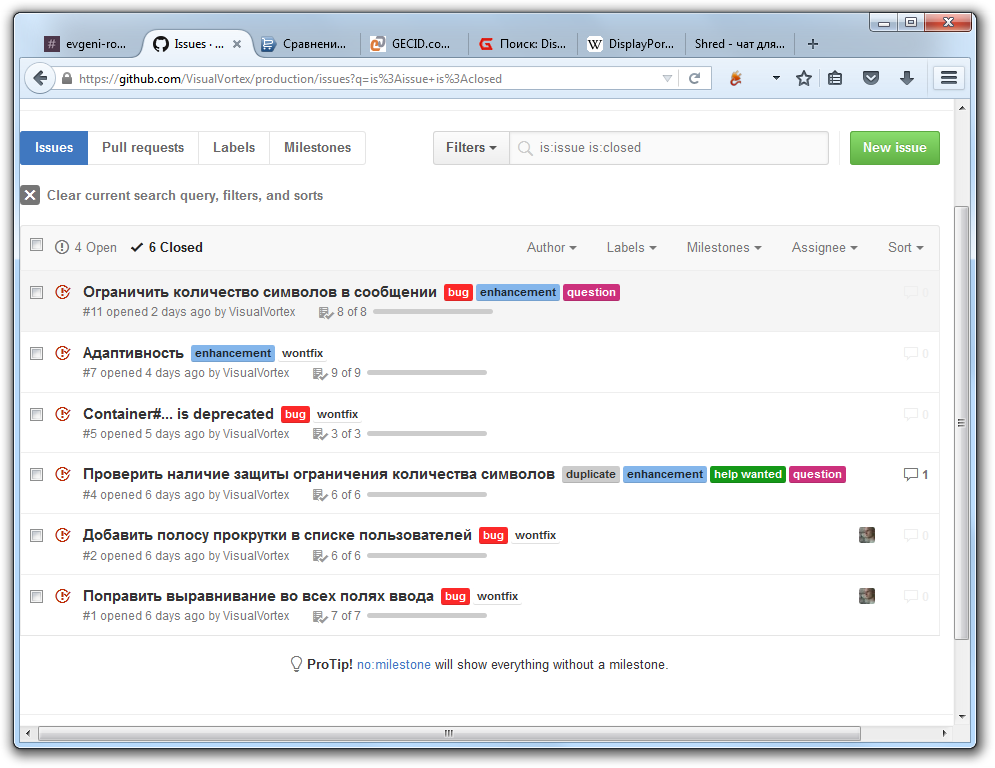 evgeni-ro...
Issues · ...
Сравнени...
GECID.co...
Поиск: Dis...
W DisplayPor...
Shred - чат для...
https://github.com/VisualVortex/production/issues?q=is%3Aissue+is%3Aclosed
Issues Pull requests Labels Milestones
Filters
is:issue is:closed
New issue
Clear current search query, filters, and sorts
4 Open 6 Closed
Author Labels Milestones Assignee Sort
Ограничить количество символов в сообщении bug enhancement question 0
#11 opened 2 days ago by VisualVortex 8 of 8
Адаптивность enhancement wontfix 0
#7 opened 4 days ago by VisualVortex 9 of 9
Container#... is deprecated bug wontfix 0
#5 opened 5 days ago by VisualVortex 3 of 3
Проверить наличие защиты ограничения количества символов duplicate enhancement help wanted question 1
#4 opened 6 days ago by VisualVortex 6 of 6
Добавить полосу прокрутки в списке пользователей bug wontfix 0
#2 opened 6 days ago by VisualVortex 6 of 6
Поправить выравнивание во всех полях ввода bug wontfix 0
#1 opened 6 days ago by VisualVortex 7 of 7
ProTip! no:milestone will show everything without a milestone.